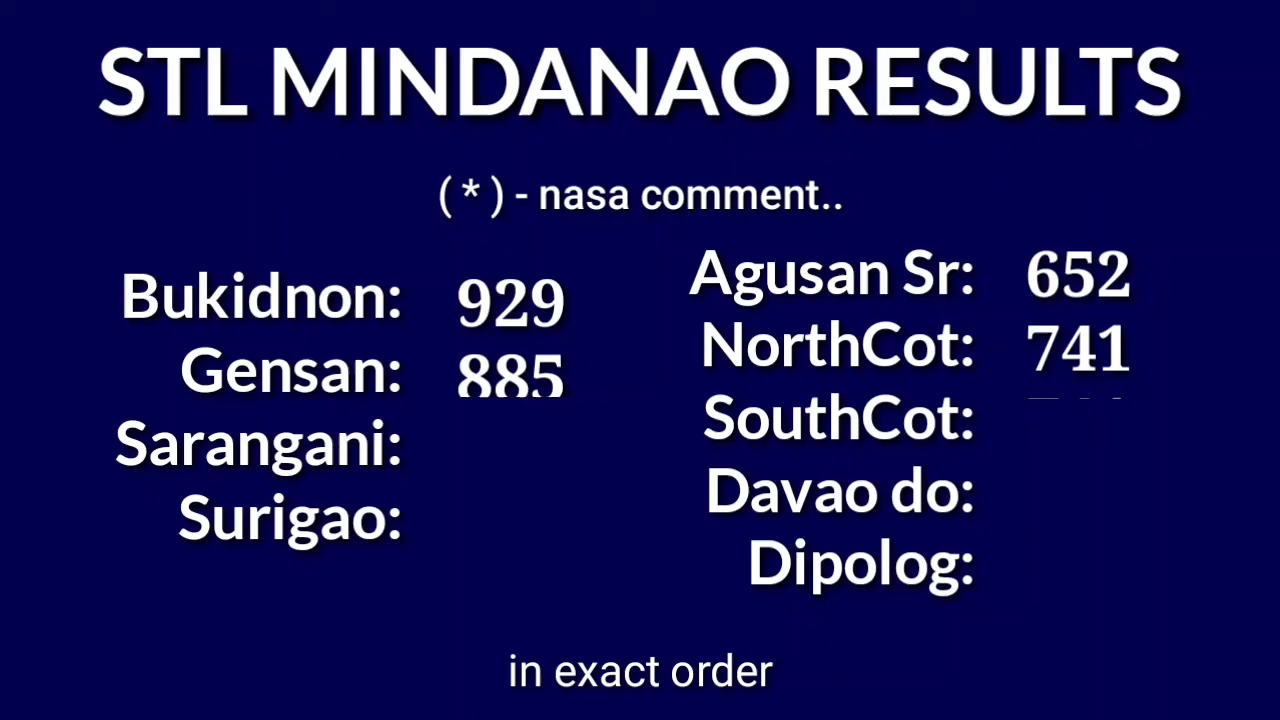 STL MINDANAO RESULTS
( * ) - nasa comment..
Bukidnon: 929
Gensan: 885
Sarangani:
Surigao:
Agusan Sr: 652
NorthCot: 741
SouthCot:
Davao do:
Dipolog:
in exact order